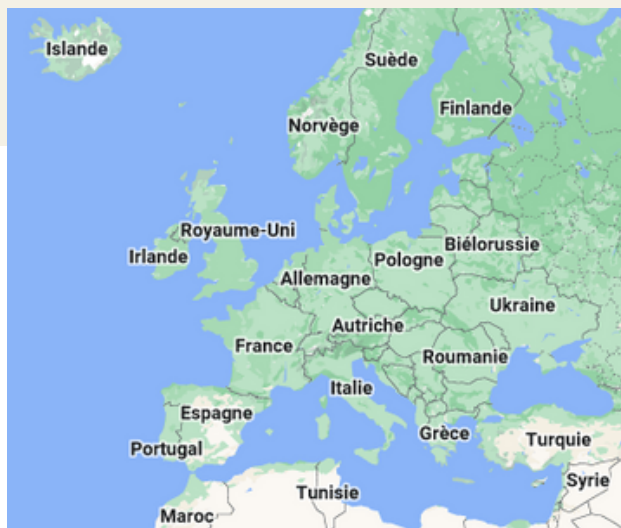 Islande
Suède
Finlande
Norvège
Royaume-Uni
Irlande
Biélorussie
Pologne
Allemagne
Ukraine
Autriche
France
Roumanie
Italie
Espagne
Grèce
Turquie
Portugal
Syrie
Tunisie
Maroc